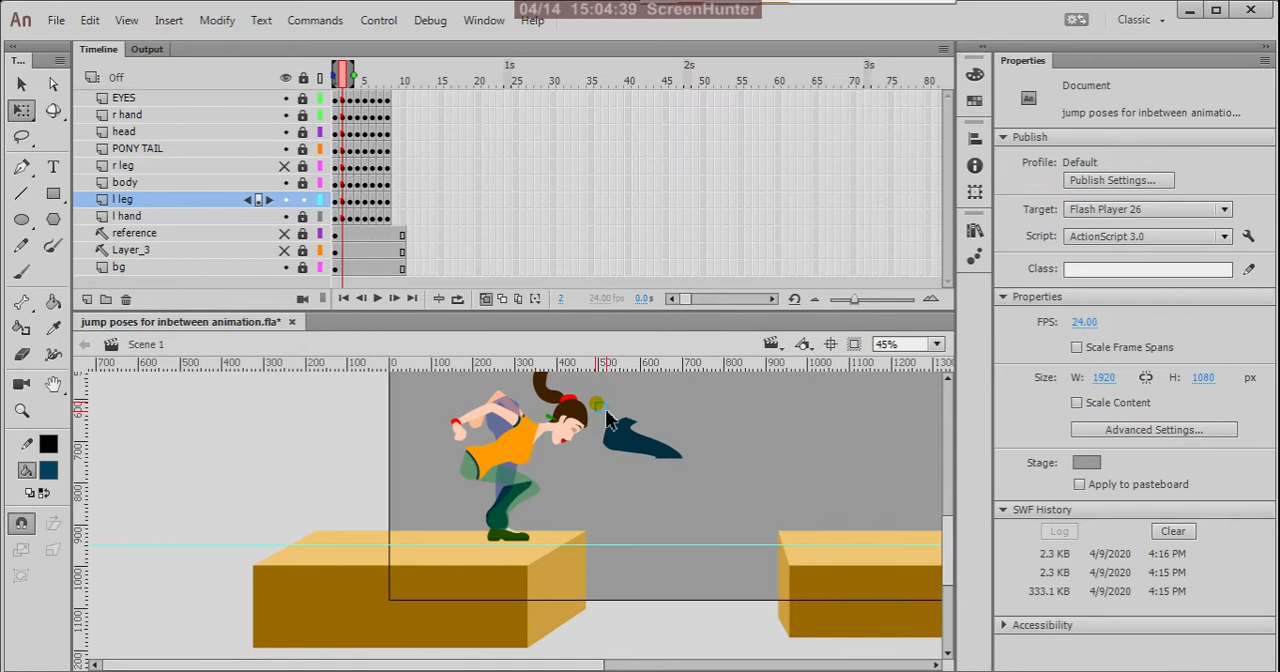 04/14 15:04:39 ScreenHunter
An File Edit View Insert Modify Text Commands Control Debug Window Help Classic
T... Timeline Output Properties
Off 1s 2s 3s
5 10 15 20 25 30 35 40 45 50 55 60 65 70 75 80
EYES
r hand
head
PONY TAIL
r leg
body
l leg
l hand
reference
Layer_3
bg
2 24.00 fps 0.0s
jump poses for inbetween animation.fla*
Scene 1 45%
700 600 500 400 300 200 100 0 100 200 300 400 500 600 700 800 900 1000 1100 1200 1300
700
800
900
1000
1100
1200
An Document
jump poses for inbetween animatio...
Publish
Profile: Default
Publish Settings...
Target: Flash Player 26
Script: ActionScript 3.0
Class:
Properties
FPS: 24.00
Scale Frame Spans
Size: W: 1920 H: 1080 px
Scale Content
Advanced Settings...
Stage:
Apply to pasteboard
SWF History
Log Clear
2.3 KB 4/9/2020 4:16 PM
2.3 KB 4/9/2020 4:15 PM
333.1 KB 4/9/2020 4:15 PM
Accessibility